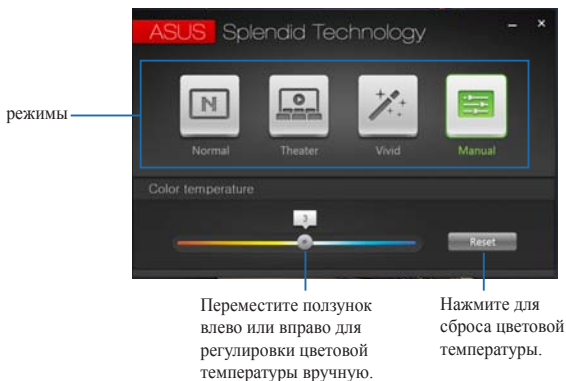 ASUS Splendid Technology
режимы
Normal
Theater
Vivid
Manual
Color temperature
3
Reset
Переместите ползунок
влево или вправо для
регулировки цветовой
температуры вручную.
Нажмите для
сброса цветовой
температуры.